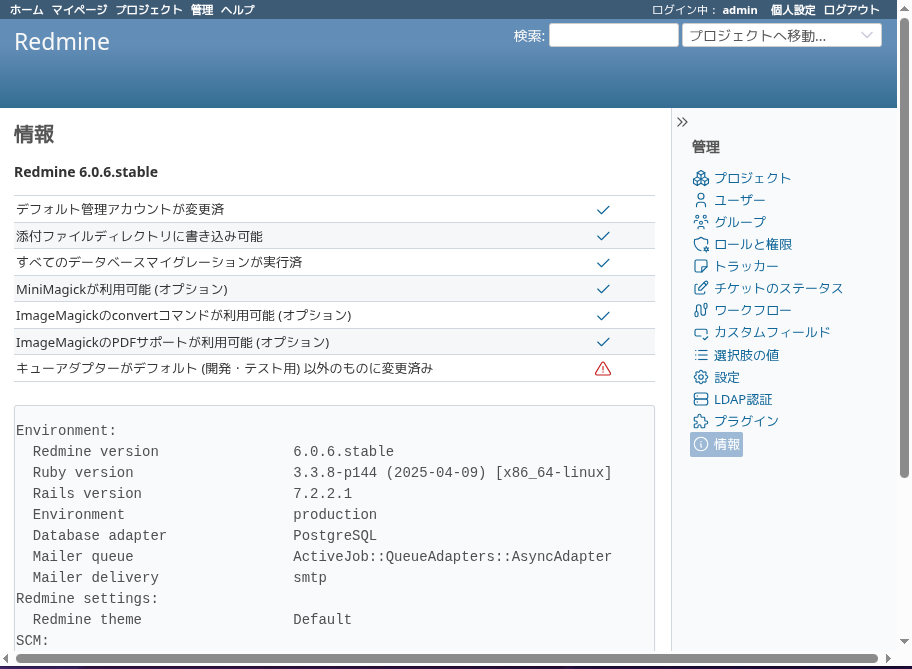 ホーム マイページ プロジェクト 管理 ヘルプ ログイン中： admin 個人設定 ログアウト
Redmine 検索: プロジェクトへ移動...
情報
Redmine 6.0.6.stable
デフォルト管理アカウントが変更済
添付ファイルディレクトリに書き込み可能
すべてのデータベースマイグレーションが実行済
MiniMagickが利用可能 (オプション)
ImageMagickのconvertコマンドが利用可能 (オプション)
ImageMagickのPDFサポートが利用可能 (オプション)
キューアダプターがデフォルト (開発・テスト用) 以外のものに変更済み
Environment:
Redmine version 6.0.6.stable
Ruby version 3.3.8-p144 (2025-04-09) [x86_64-linux]
Rails version 7.2.2.1
Environment production
Database adapter PostgreSQL
Mailer queue ActiveJob::QueueAdapters::AsyncAdapter
Mailer delivery smtp
Redmine settings:
Redmine theme Default
SCM:
管理
プロジェクト
ユーザー
グループ
ロールと権限
トラッカー
チケットのステータス
ワークフロー
カスタムフィールド
選択肢の値
設定
LDAP認証
プラグイン
情報